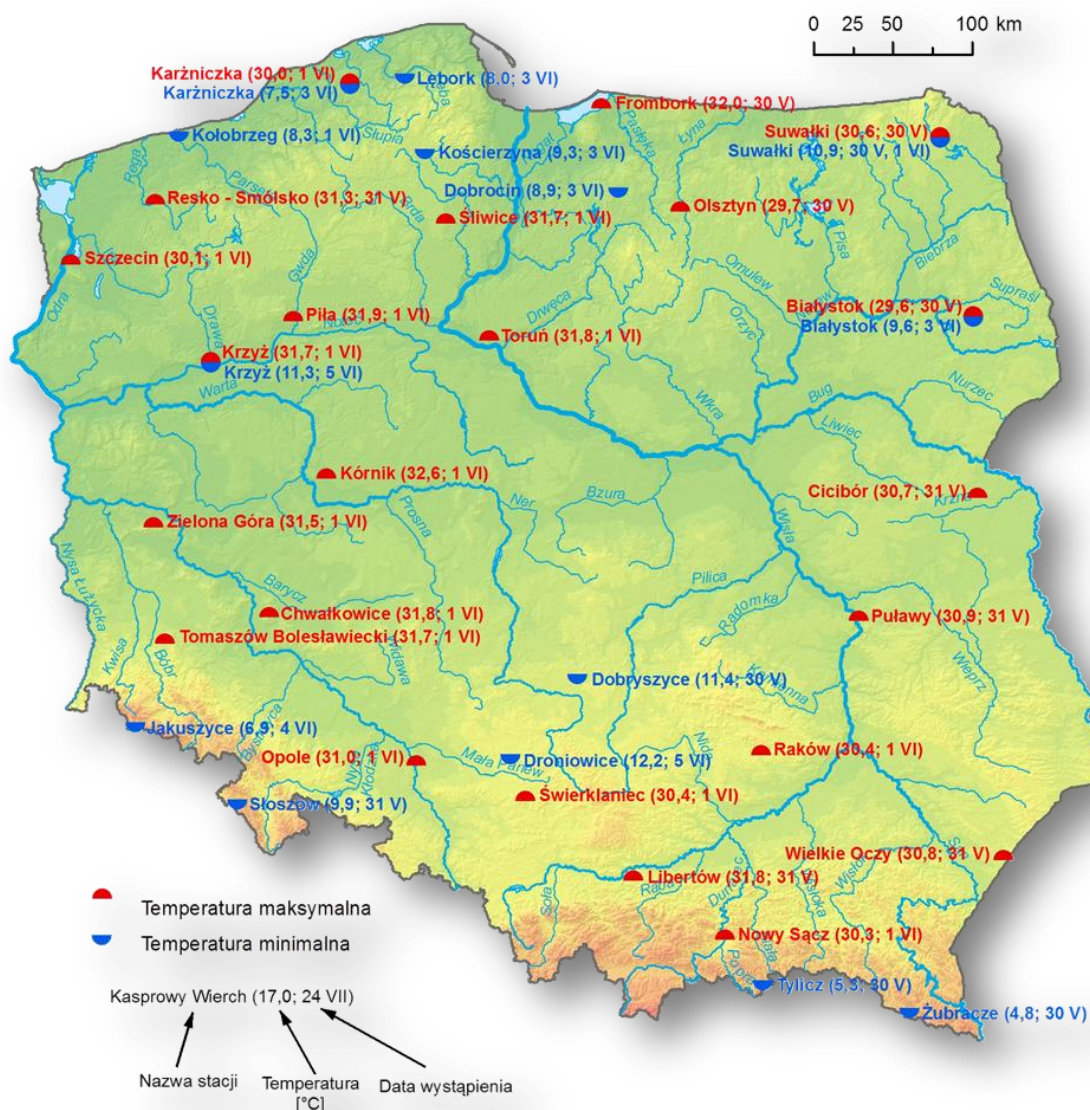 0 25 50 100 km
Karżniczka (30,0; 1 VI)
Karżniczka (7,5; 3 VI)
Lębork (8.0; 3 VI)
Łeba
Frombork (32,0; 30 V)
Kołobrzeg (8,3; 1 VI)
Słupia
Pasłęka
Łyna
Suwałki (30,6; 30 V)
Suwałki (10,9; 30 V, 1 VI)
Kościerzyna (9,3; 3 VI)
Rega
Parsęta
Dobrocin (8,9; 3 VI)
Resko - Smólsko (31,3; 31 V)
Brda
Śliwice (31,7; 1 VI)
Olsztyn (29,7; 30 V)
Pisa
Biebrza
Szczecin (30,1; 1 VI)
Gwda
Omulew
Supraśl
Odra
Drawa
Piła (31,9; 1 VI)
Noteć
Drwęca
Toruń (31,8; 1 VI)
Orzyc
Narew
Białystok (29,6; 30 V)
Białystok (9,6; 3 VI)
Krzyż (31,7; 1 VI)
Krzyż (11,3; 5 VI)
Warta
Wkra
Bug
Nurzec
Liwiec
Kórnik (32,6; 1 VI)
Ner
Bzura
Cicibór (30,7; 31 V)
Krzna
Prosna
Zielona Góra (31,5; 1 VI)
Wisła
Nysa Łużycka
Pilica
Barycz
Radomka
Chwałkowice (31,8; 1 VI)
Puławy (30,9; 31 V)
Tomaszów Bolesławiecki (31,7; 1 VI)
Kwisa
Bóbr
Widawa
Wieprz
Dobryszyce (11,4; 30 V)
Kamienna
Jakuszyce (6,9; 4 VI)
Bystrzyca
Opole (31,0; 1 VI)
Mała Panew
Droniowice (12,2; 5 VI)
Nida
Raków (30,4; 1 VI)
Nysa Kłodzka
Słoszów (9,9; 31 V)
Świerklaniec (30,4; 1 VI)
San
Wielkie Oczy (30,8; 31 V)
Soła
Libertów (31,8; 31 V)
Raba
Dunajec
Wisłoka
Wisłok
Temperatura maksymalna
Temperatura minimalna
Nowy Sącz (30,3; 1 VI)
Poprad
Biała
Tylicz (5,3; 30 V)
Żubracze (4,8; 30 V)
Kasprowy Wierch (17,0; 24 VII)
Nazwa stacji
Temperatura
[°C]
Data wystąpienia